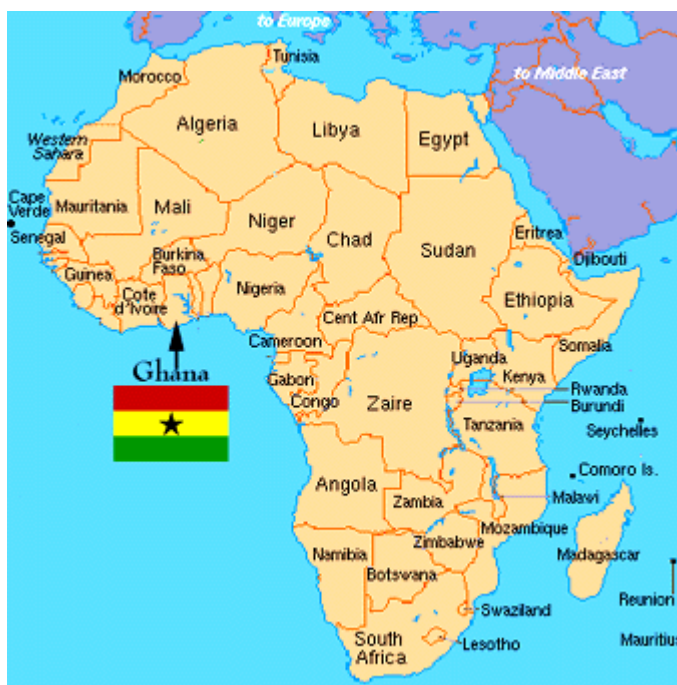 to Europe
Tunisia
Morocco
to Middle East
Algeria
Libya
Egypt
Western
Sahara
Cape
Verde
Mauritania
Mali
Niger
Chad
Sudan
Eritrea
Senegal
Burkina
Faso
Djibouti
Guinea
Cote
d'Ivoire
Nigeria
Ethiopia
Cent Afr Rep
Cameroon
Somalia
Ghana
Uganda
Kenya
Gabon
Congo
Zaire
Rwanda
Burundi
Tanzania
Seychelles
Comoro Is.
Angola
Zambia
Malawi
Mozambique
Zimbabwe
Namibia
Madagascar
Botswana
Reunion
Swaziland
South
Africa
Lesotho
Mauritius